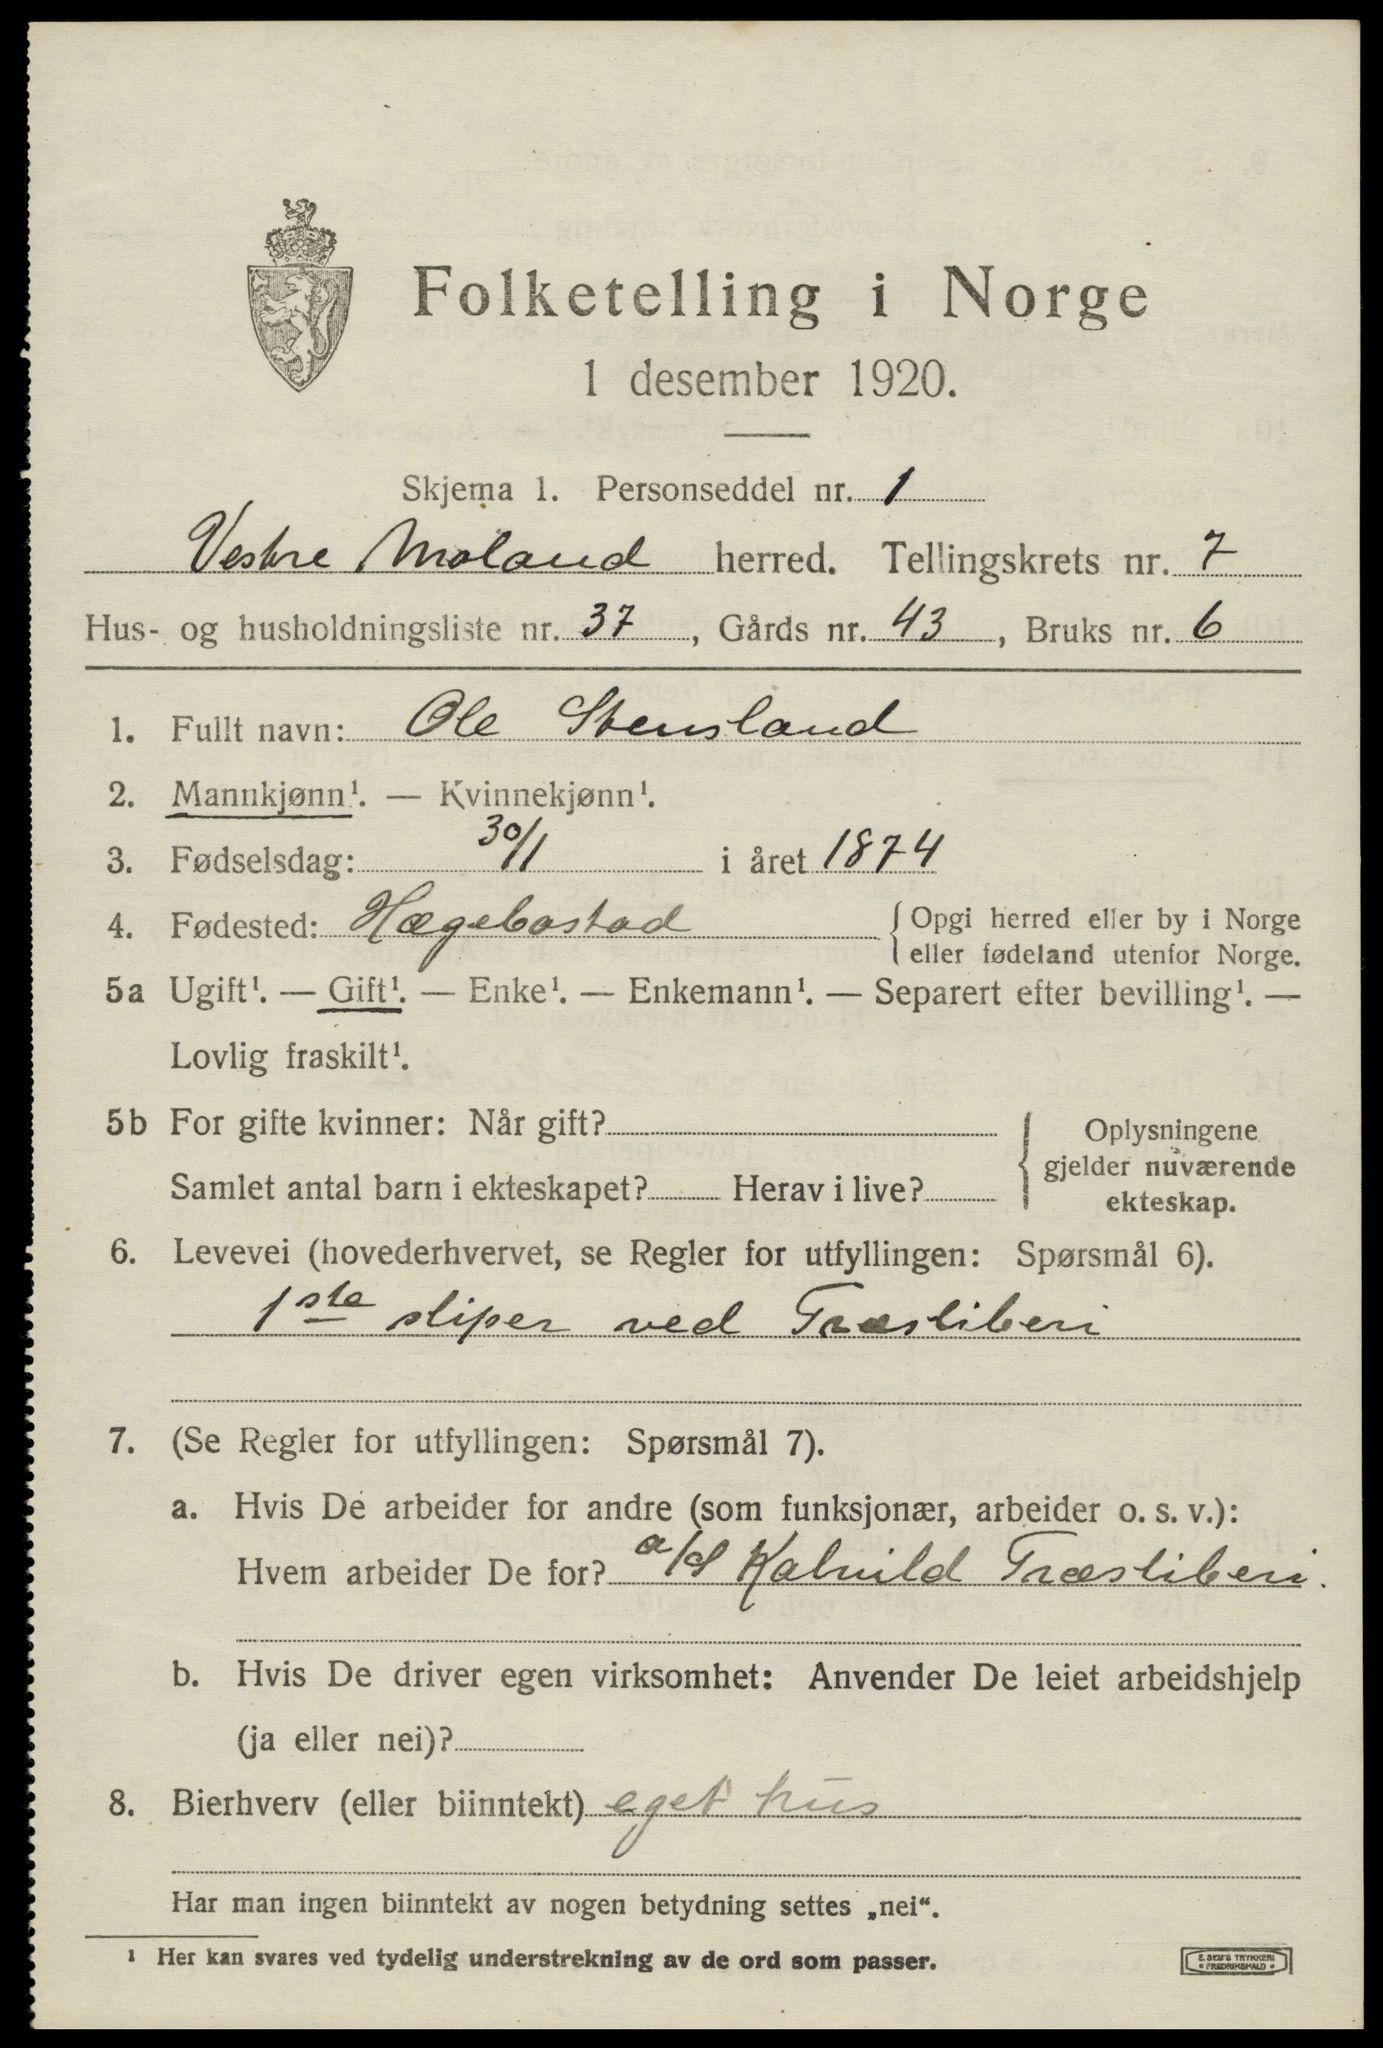 Folketelling i Norge
1 desember 1920.
Skjema 1. Personseddel nr. 1
Vestre Moland herred. Tellingskrets nr. 7
Hus- og husholdningsliste nr. 37, Gårds nr. 43, Bruks nr. 6
1. Fullt navn: Ole Stensland
2. Mannkjønn¹. — Kvinnekjønn¹.
3. Fødselsdag: 30/1 i året 1874
4. Fødested: Hægebostad { Opgi herred eller by i Norge
eller fødeland utenfor Norge.
5a Ugift¹. — Gift¹. — Enke¹. — Enkemann¹. — Separert efter bevilling¹. —
Lovlig fraskilt¹.
5b For gifte kvinner: Når gift?
Samlet antal barn i ekteskapet? Herav i live?
Oplysningene
gjelder nuværende
ekteskap.
6. Levevei (hovederhvervet, se Regler for utfyllingen: Spørsmål 6).
1ste sliper ved Træsliberi
7. (Se Regler for utfyllingen: Spørsmål 7).
a. Hvis De arbeider for andre (som funksjonær, arbeider o. s. v.):
Hvem arbeider De for? a/s Kalvild Træsliberi.
b. Hvis De driver egen virksomhet: Anvender De leiet arbeidshjelp
(ja eller nei)?
8. Bierhverv (eller biinntekt) eget hus
Har man ingen biinntekt av nogen betydning settes „nei“.
¹ Her kan svares ved tydelig understrekning av de ord som passer.
E. SEM'S TRYKKERI
• FREDRIKSHALD •